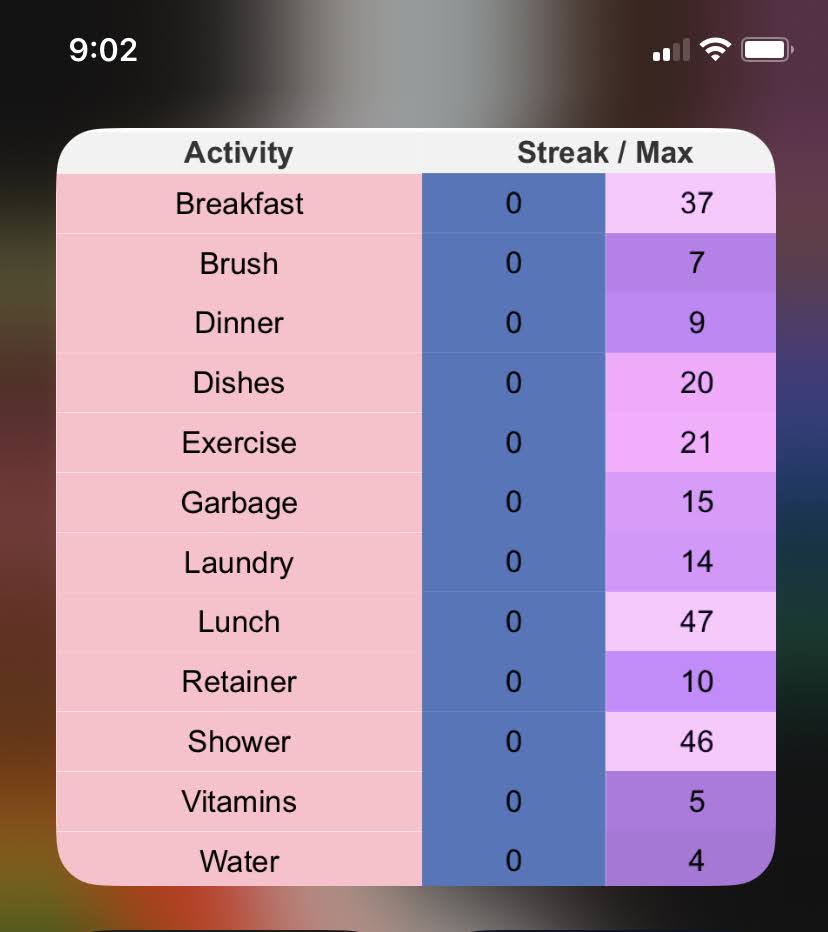 9:02
Activity Streak / Max
Breakfast 0 37
Brush 0 7
Dinner 0 9
Dishes 0 20
Exercise 0 21
Garbage 0 15
Laundry 0 14
Lunch 0 47
Retainer 0 10
Shower 0 46
Vitamins 0 5
Water 0 4